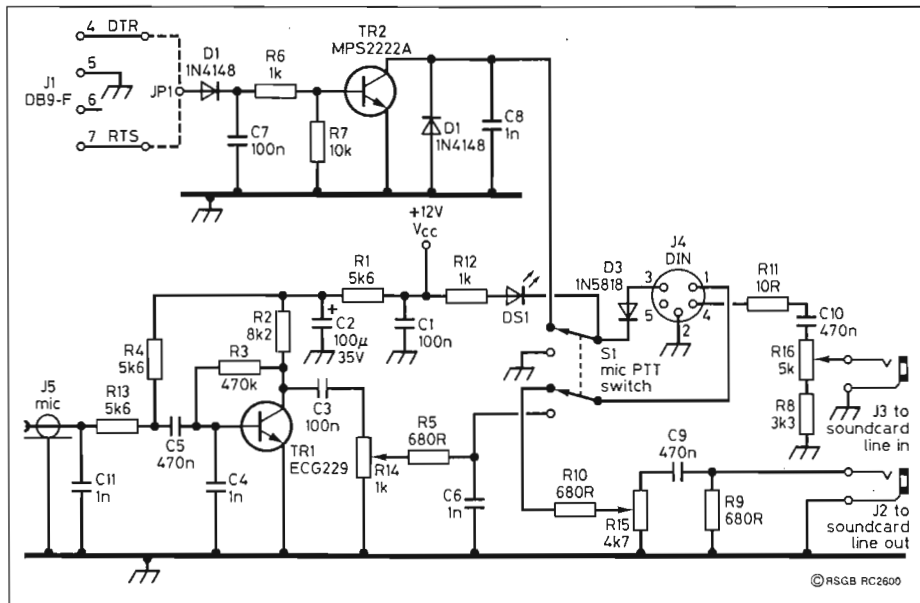 4 DTR
5
J1
DB9-F
6
7 RTS
JP1
D1
1N4148
R6
1k
TR2
MPS2222A
C7
100n
R7
10k
D1
1N4148
C8
1n
+12V
VCC
R1
5k6
R12
1k
DS1
D3
1N5818
J4
DIN
3
1
5
4
2
R11
10R
C10
470n
R16
5k
R8
3k3
J3 to
soundcard
line in
R2
8k2
C2
100µ
35V
+
C1
100n
S1
mic PTT
switch
R4
5k6
R3
470k
J5
mic
R13
5k6
C5
470n
C3
100n
TR1
ECG229
R14
1k
R5
680R
C11
1n
C4
1n
C6
1n
R10
680R
R15
4k7
C9
470n
R9
680R
J2 to
soundcard
line out
©RSGB RC2600